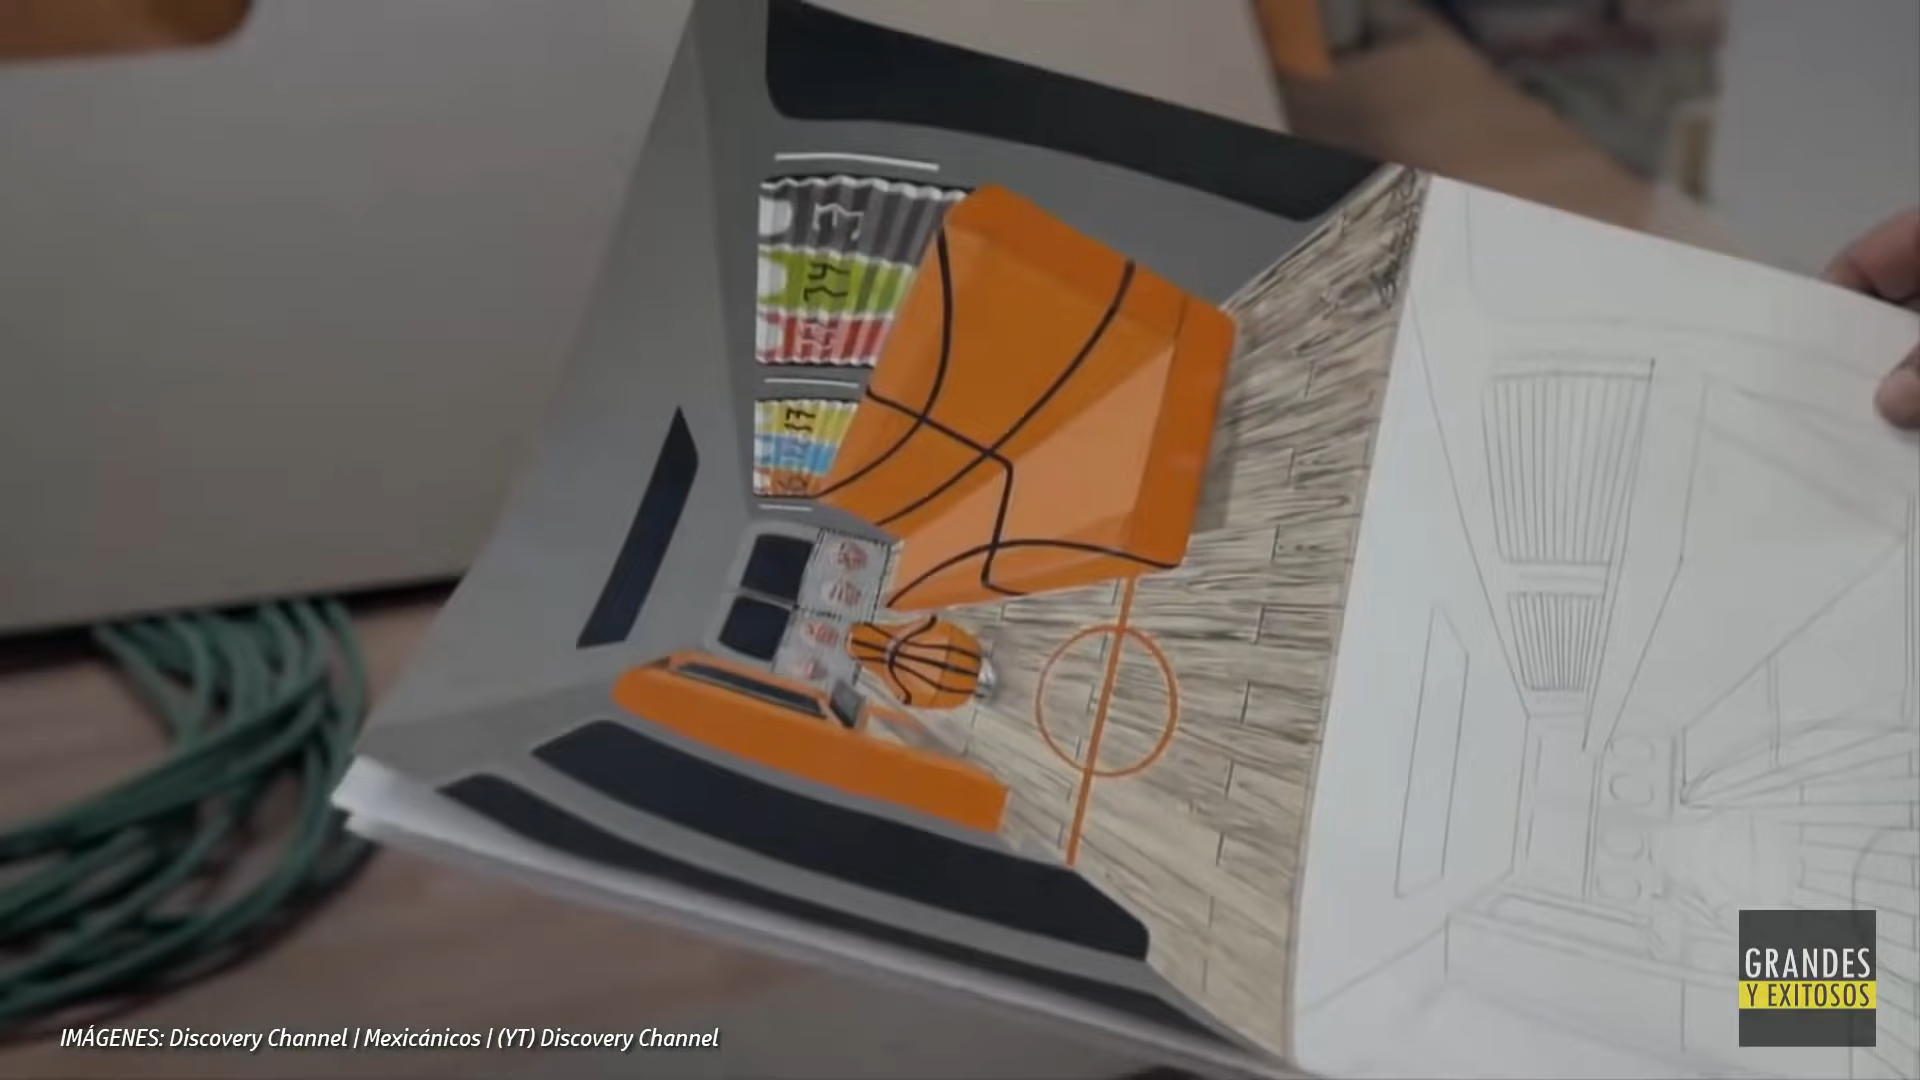 GRANDES
Y EXITOSOS
IMÁGENES: Discovery Channel | Mexicánicos | (YT) Discovery Channel